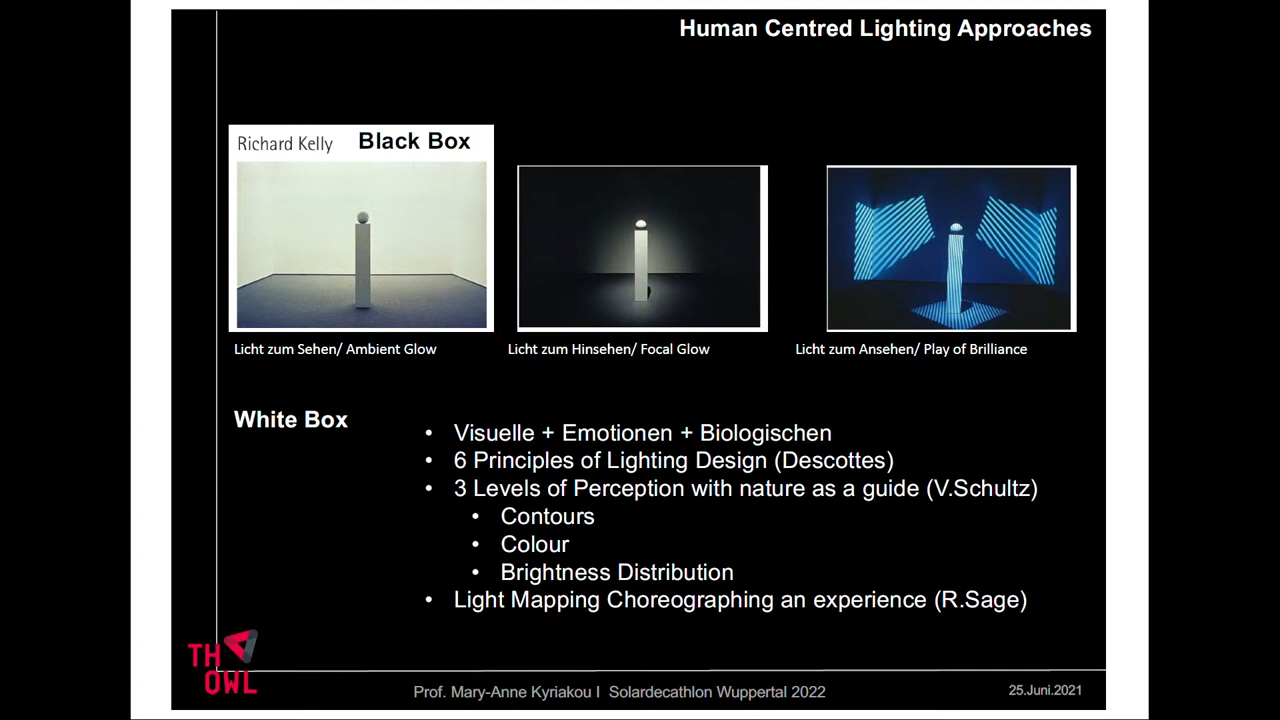 Human Centred Lighting Approaches
Richard Kelly Black Box
Licht zum Sehen/ Ambient Glow
Licht zum Hinsehen/ Focal Glow
Licht zum Ansehen/ Play of Brilliance
White Box
• Visuelle + Emotionen + Biologischen
• 6 Principles of Lighting Design (Descottes)
• 3 Levels of Perception with nature as a guide (V.Schultz)
• Contours
• Colour
• Brightness Distribution
• Light Mapping Choreographing an experience (R.Sage)
TH
OWL
Prof. Mary-Anne Kyriakou I Solardecathlon Wuppertal 2022
25.Juni.2021